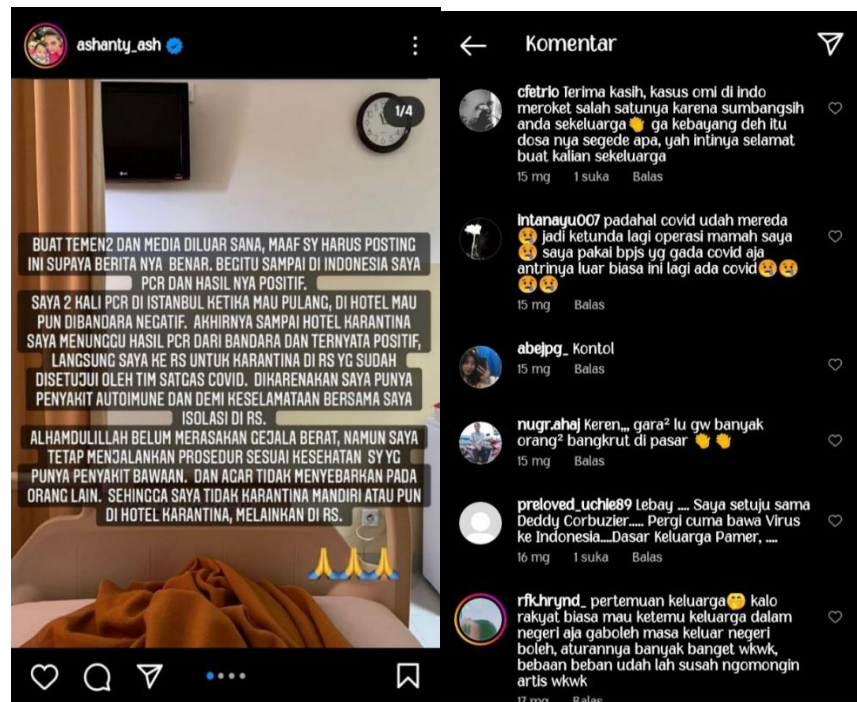 ashanty_ash
1/4
BUAT TEMEN2 DAN MEDIA DILUAR SANA, MAAF SY HARUS POSTING
INI SUPAYA BERITA NYA BENAR. BEGITU SAMPAI DI INDONESIA SAYA
PCR DAN HASIL NYA POSITIF.
SAYA 2 KALI PCR DI ISTANBUL KETIKA MAU PULANG, DI HOTEL MAU
PUN DIBANDARA NEGATIF. AKHIRNYA SAMPAI HOTEL KARANTINA
SAYA MENUNGGU HASIL PCR DARI BANDARA DAN TERNYATA POSITIF,
LANGSUNG SAYA KE RS UNTUK KARANTINA DI RS YG SUDAH
DISETUJUI OLEH TIM SATGAS COVID. DIKARENAKAN SAYA PUNYA
PENYAKIT AUTOIMUNE DAN DEMI KESELAMATAAN BERSAMA SAYA
ISOLASI DI RS.
ALHAMDULILLAH BELUM MERASAKAN GEJALA BERAT, NAMUN SAYA
TETAP MENJALANKAN PROSEDUR SESUAI KESEHATAN SY YG
PUNYA PENYAKIT BAWAAN. DAN AGAR TIDAK MENYEBARKAN PADA
ORANG LAIN. SEHINGGA SAYA TIDAK KARANTINA MANDIRI ATAU PUN
DI HOTEL KARANTINA, MELAINKAN DI RS.
🙏🙏🙏
Komentar
cfetrio Terima kasih, kasus omi di indo
meroket salah satunya karena sumbangsih
anda sekeluarga👏 ga kebayang deh itu
dosa nya segede apa, yah intinya selamat
buat kalian sekeluarga
15 mg 1 suka Balas
intanayu007 padahal covid udah mereda
😢 jadi ketunda lagi operasi mamah saya
😢 saya pakai bpjs yg gada covid aja
antrinya luar biasa ini lagi ada covid😢😢
😢😢
15 mg Balas
abejpg_ Kontol
15 mg Balas
nugr.ahaj Keren,,, gara² lu gw banyak
orang² bangkrut di pasar 👏👏
15 mg Balas
preloved_uchie89 Lebay .... Saya setuju sama
Deddy Corbuzier..... Pergi cuma bawa Virus
ke Indonesia....Dasar Keluarga Pamer, ....
16 mg 1 suka Balas
rfk.hrynd_ pertemuan keluarga🤭 kalo
rakyat biasa mau ketemu keluarga dalam
negeri aja gaboleh masa keluar negeri
boleh, aturannya banyak banget wkwk,
bebaan beban udah lah susah ngomongin
artis wkwk
17 mg Balas